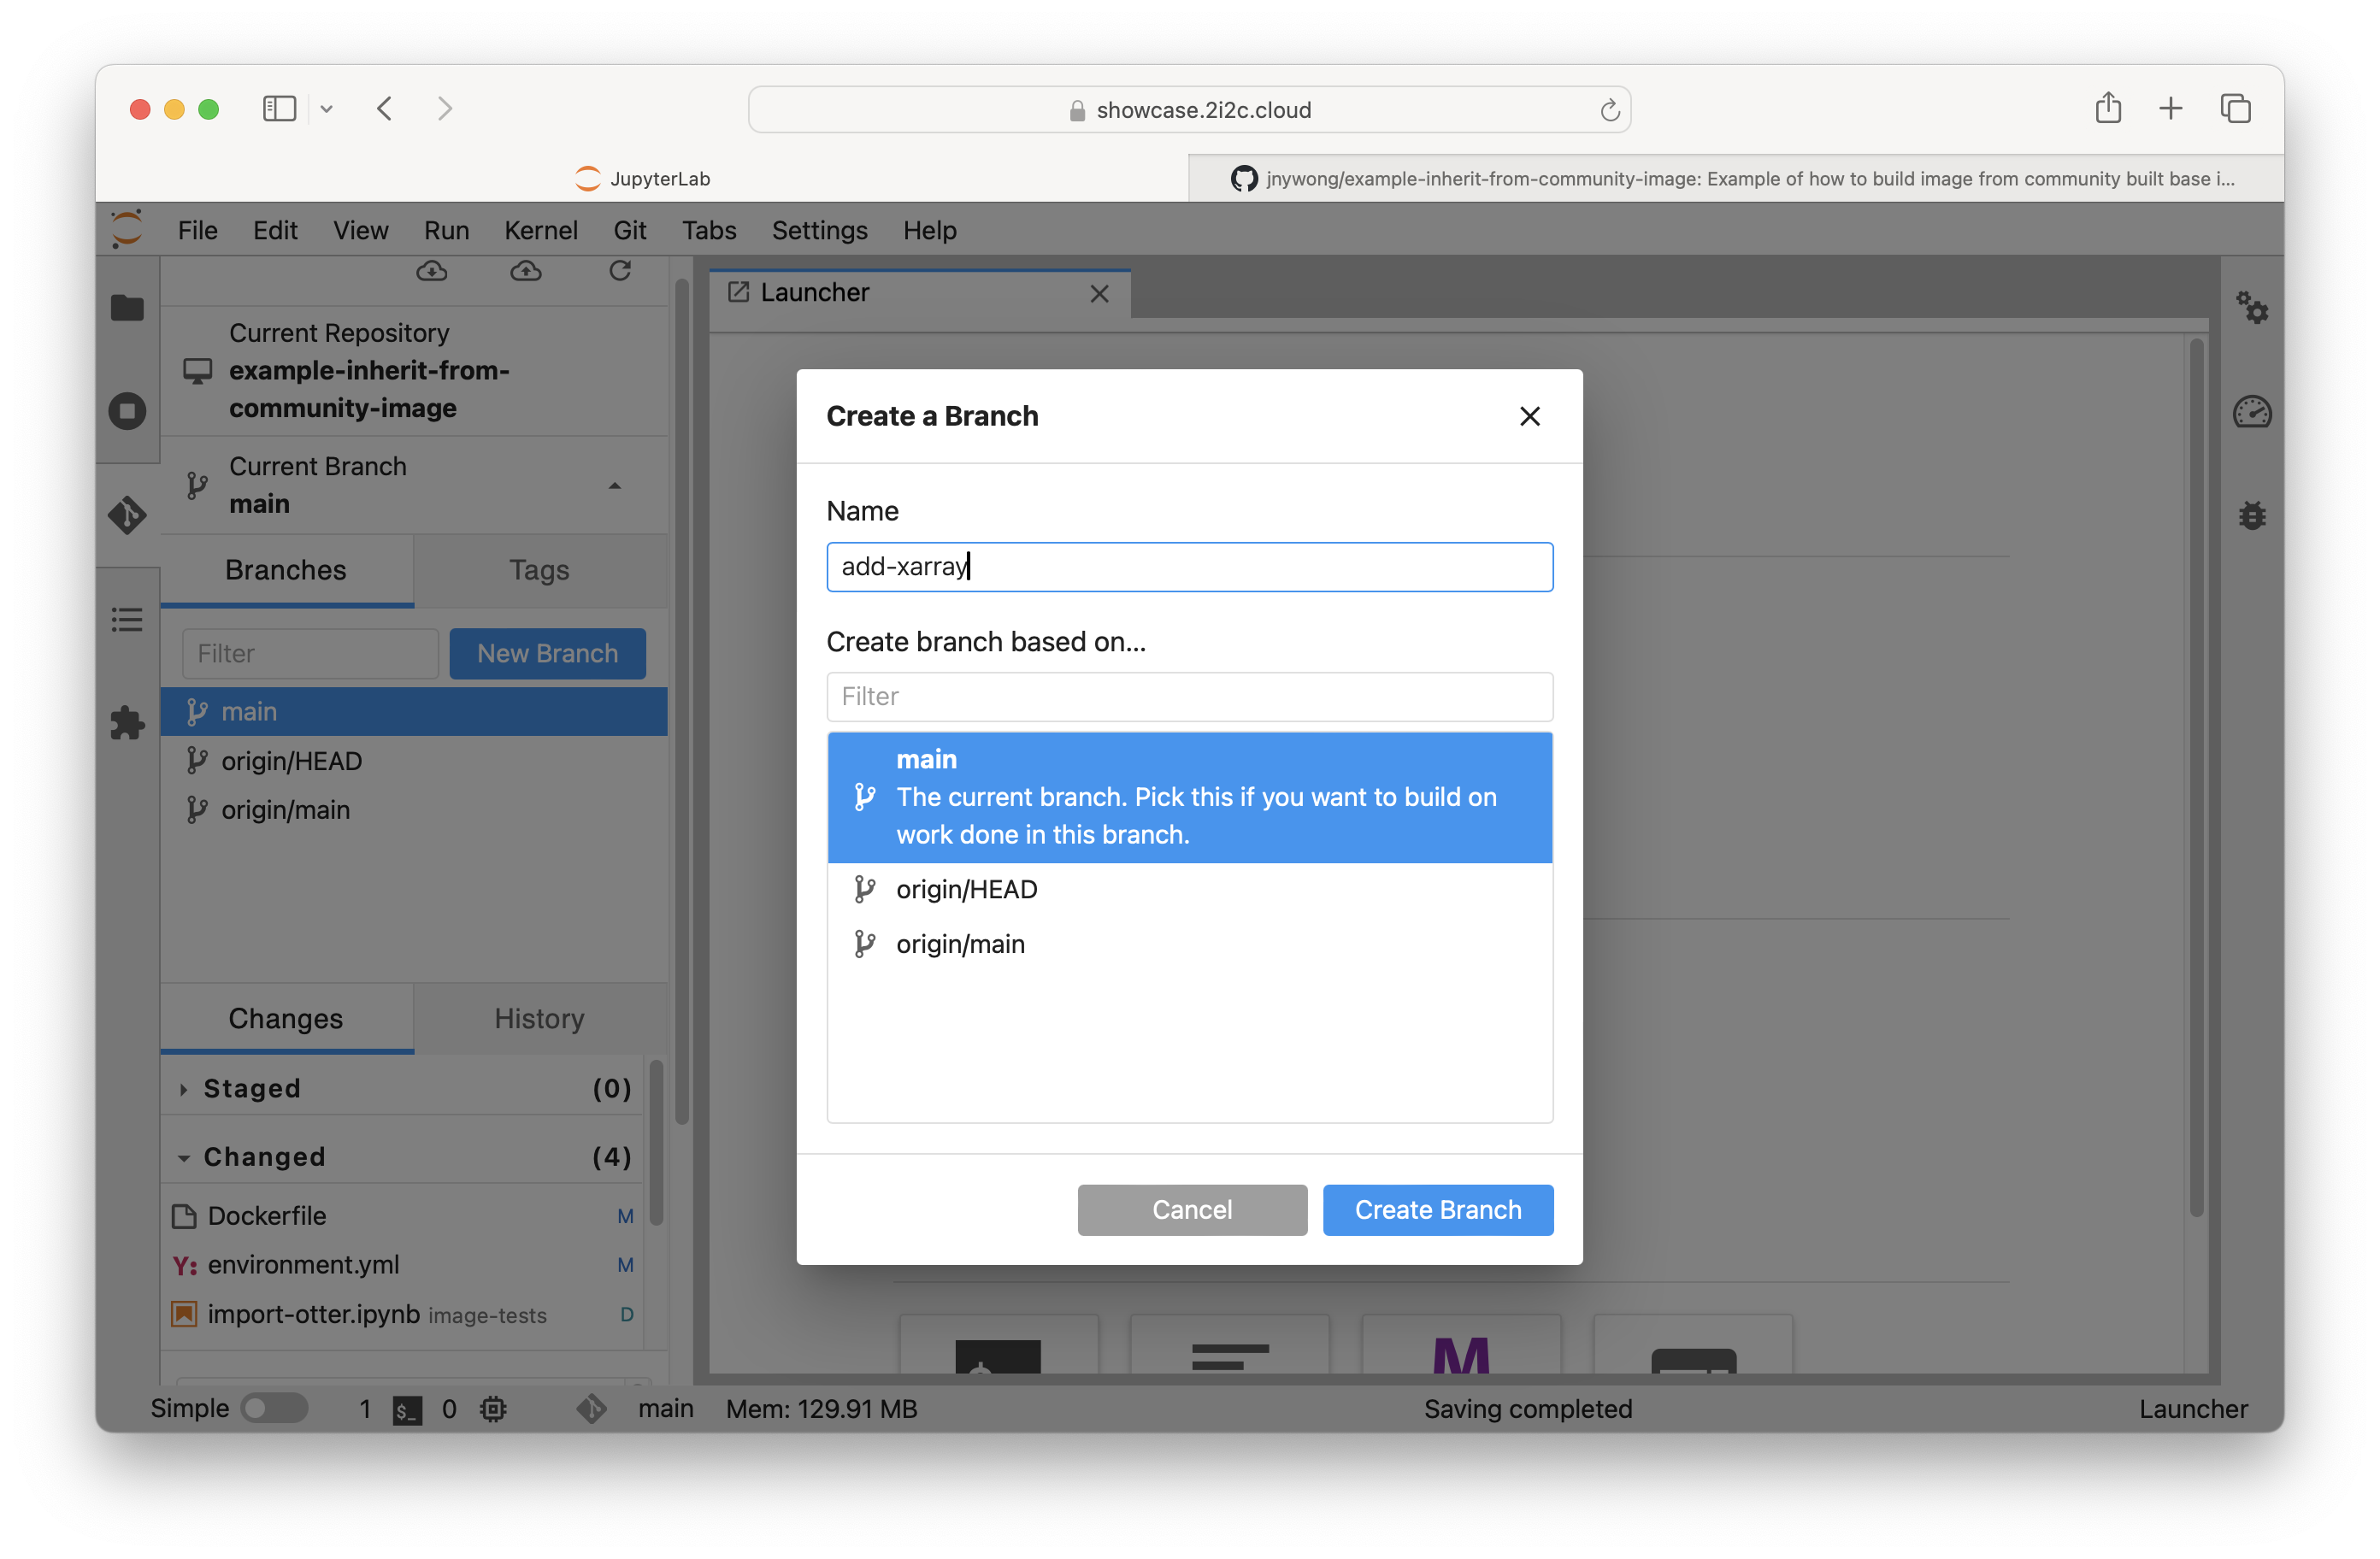 showcase.2i2c.cloud
JupyterLab
jnywong/example-inherit-from-community-image: Example of how to build image from community built base i...
File Edit View Run Kernel Git Tabs Settings Help
Current Repository
example-inherit-from-
community-image
Current Branch
main
Branches Tags
Filter New Branch
main
origin/HEAD
origin/main
Changes History
Staged (0)
Changed (4)
Dockerfile M
Y: environment.yml M
import-otter.ipynb image-tests D
Launcher
Create a Branch
Name
add-xarray
Create branch based on...
Filter
main
The current branch. Pick this if you want to build on
work done in this branch.
origin/HEAD
origin/main
Cancel Create Branch
M
Simple 1 $_ 0 main Mem: 129.91 MB Saving completed Launcher